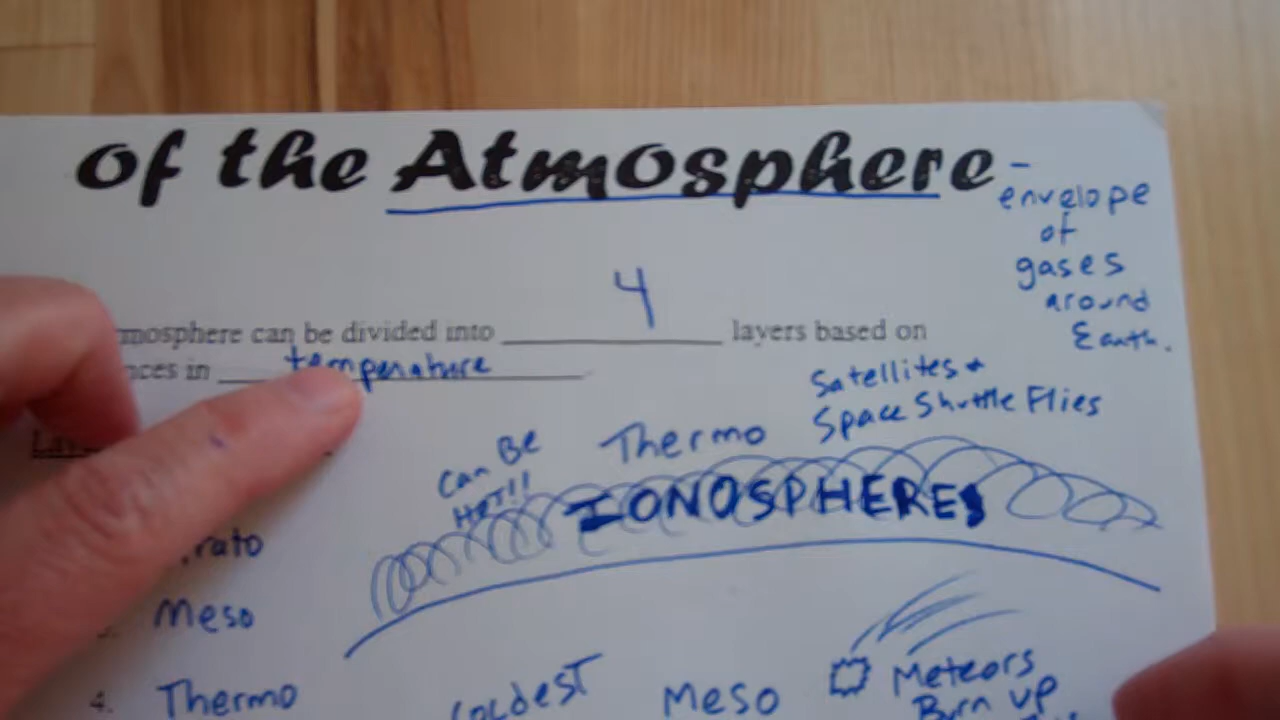 of the Atmosphere -
envelope
of
gases
around
Earth.
mosphere can be divided into 4 layers based on
nces in temperature
Satellites +
Space Shuttle Flies
Thermo
Can Be
HOT!!
IONOSPHERE
rato
Meso
4. Thermo
Coldest
Meso
Meteors
Burn up